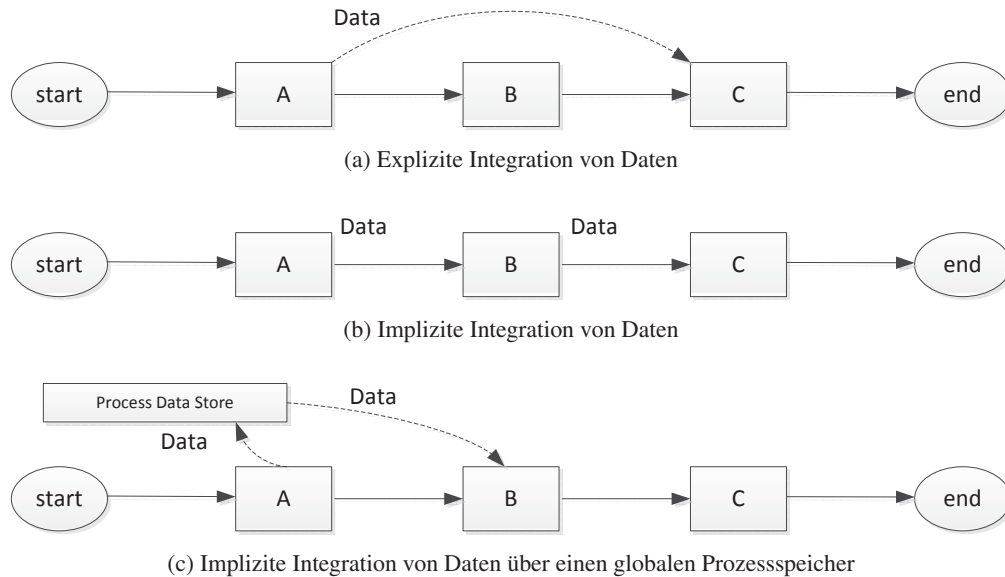 Data
start A B C end
(a) Explizite Integration von Daten
Data Data
start A B C end
(b) Implizite Integration von Daten
Process Data Store Data
Data
start A B C end
(c) Implizite Integration von Daten über einen globalen Prozessspeicher